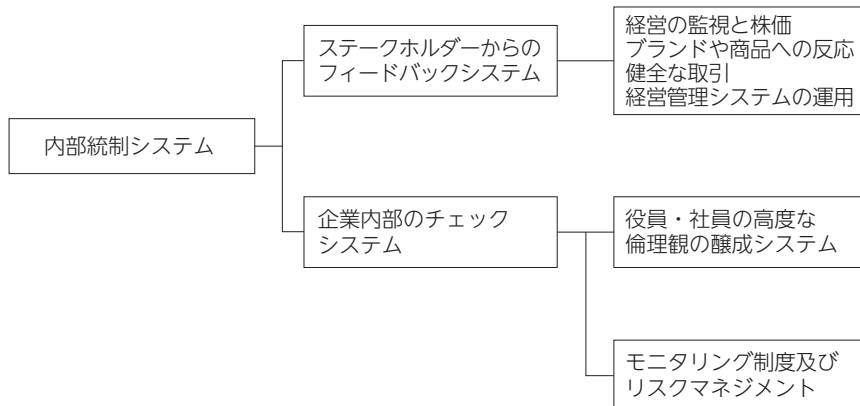 内部統制システム
ステークホルダーからの
フィードバックシステム
経営の監視と株価
ブランドや商品への反応
健全な取引
経営管理システムの運用
企業内部のチェック
システム
役員・社員の高度な
倫理観の醸成システム
モニタリング制度及び
リスクマネジメント